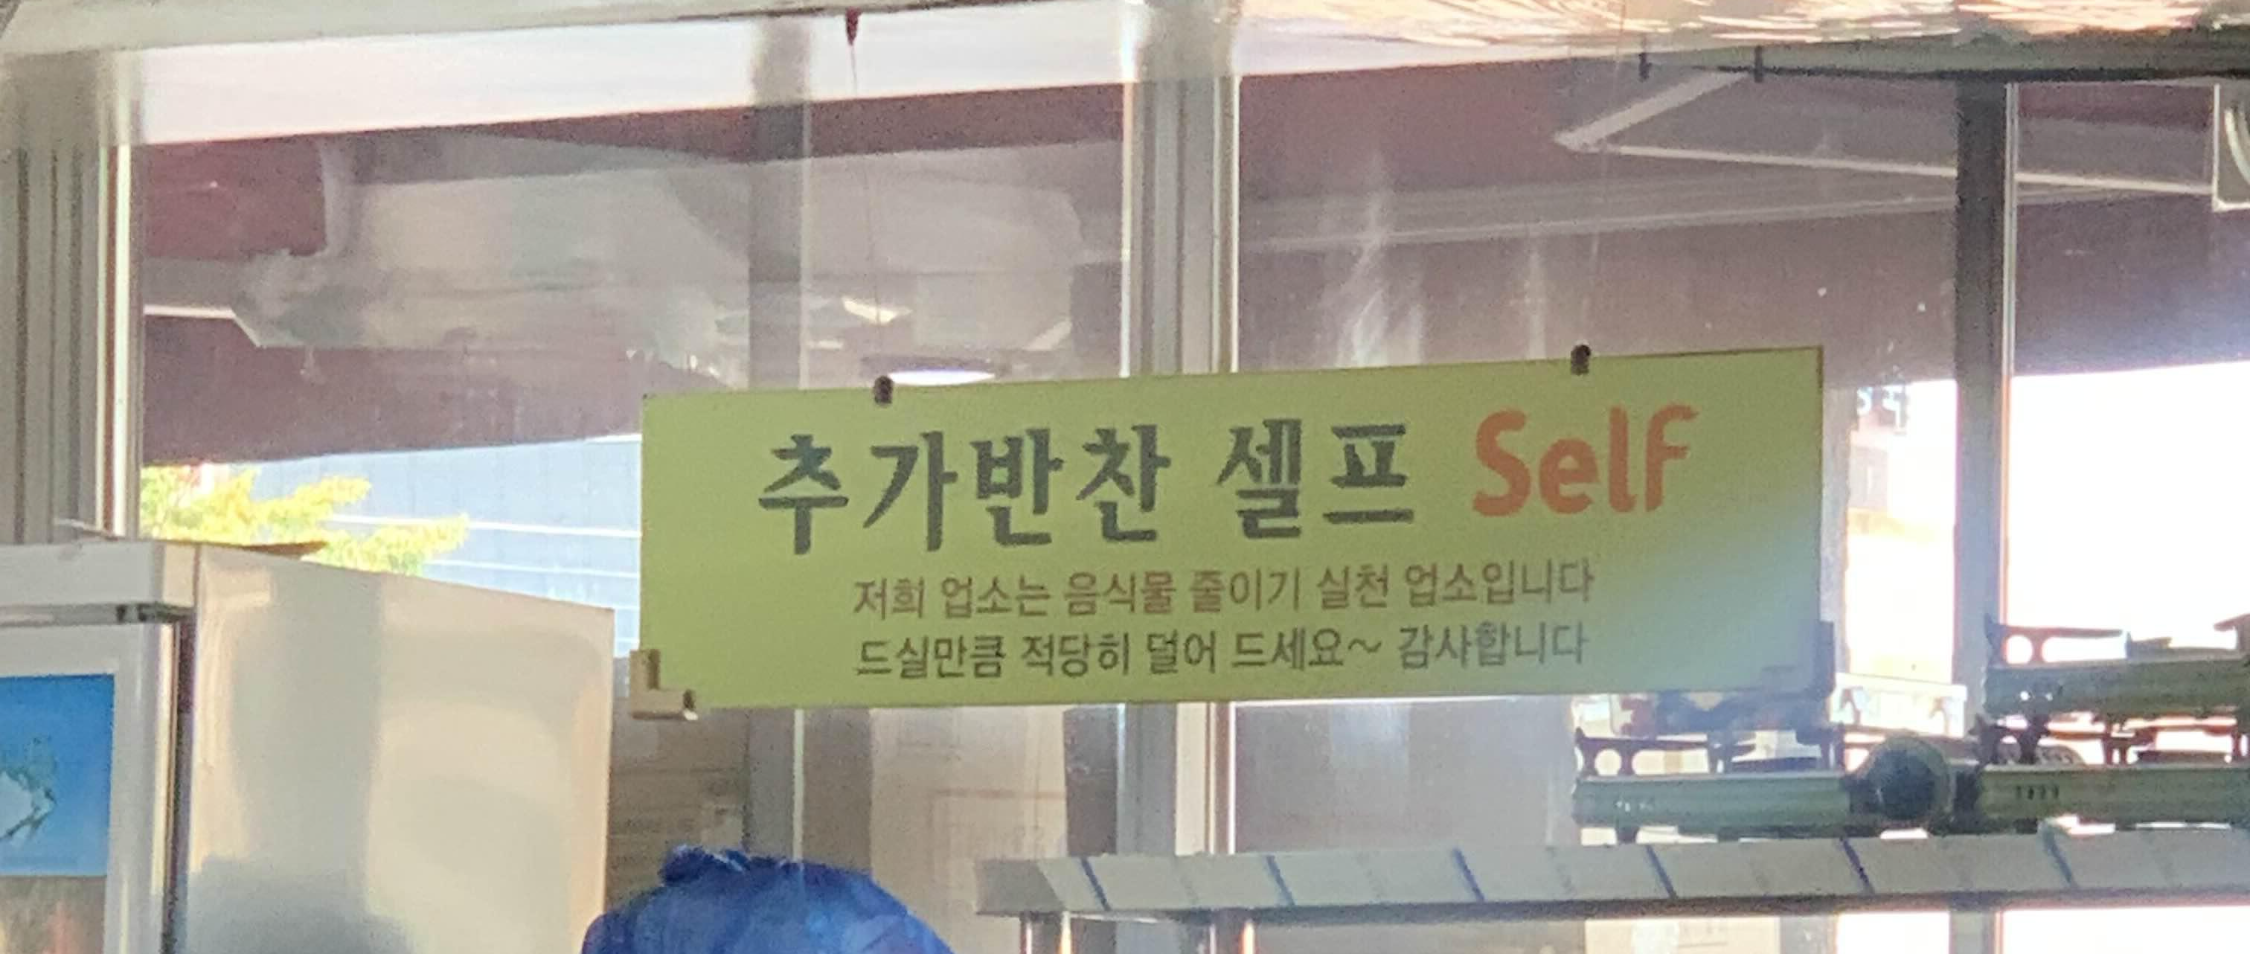 추가반찬 셀프 Self
저희 업소는 음식물 줄이기 실천 업소입니다
드실만큼 적당히 덜어 드세요~ 감사합니다